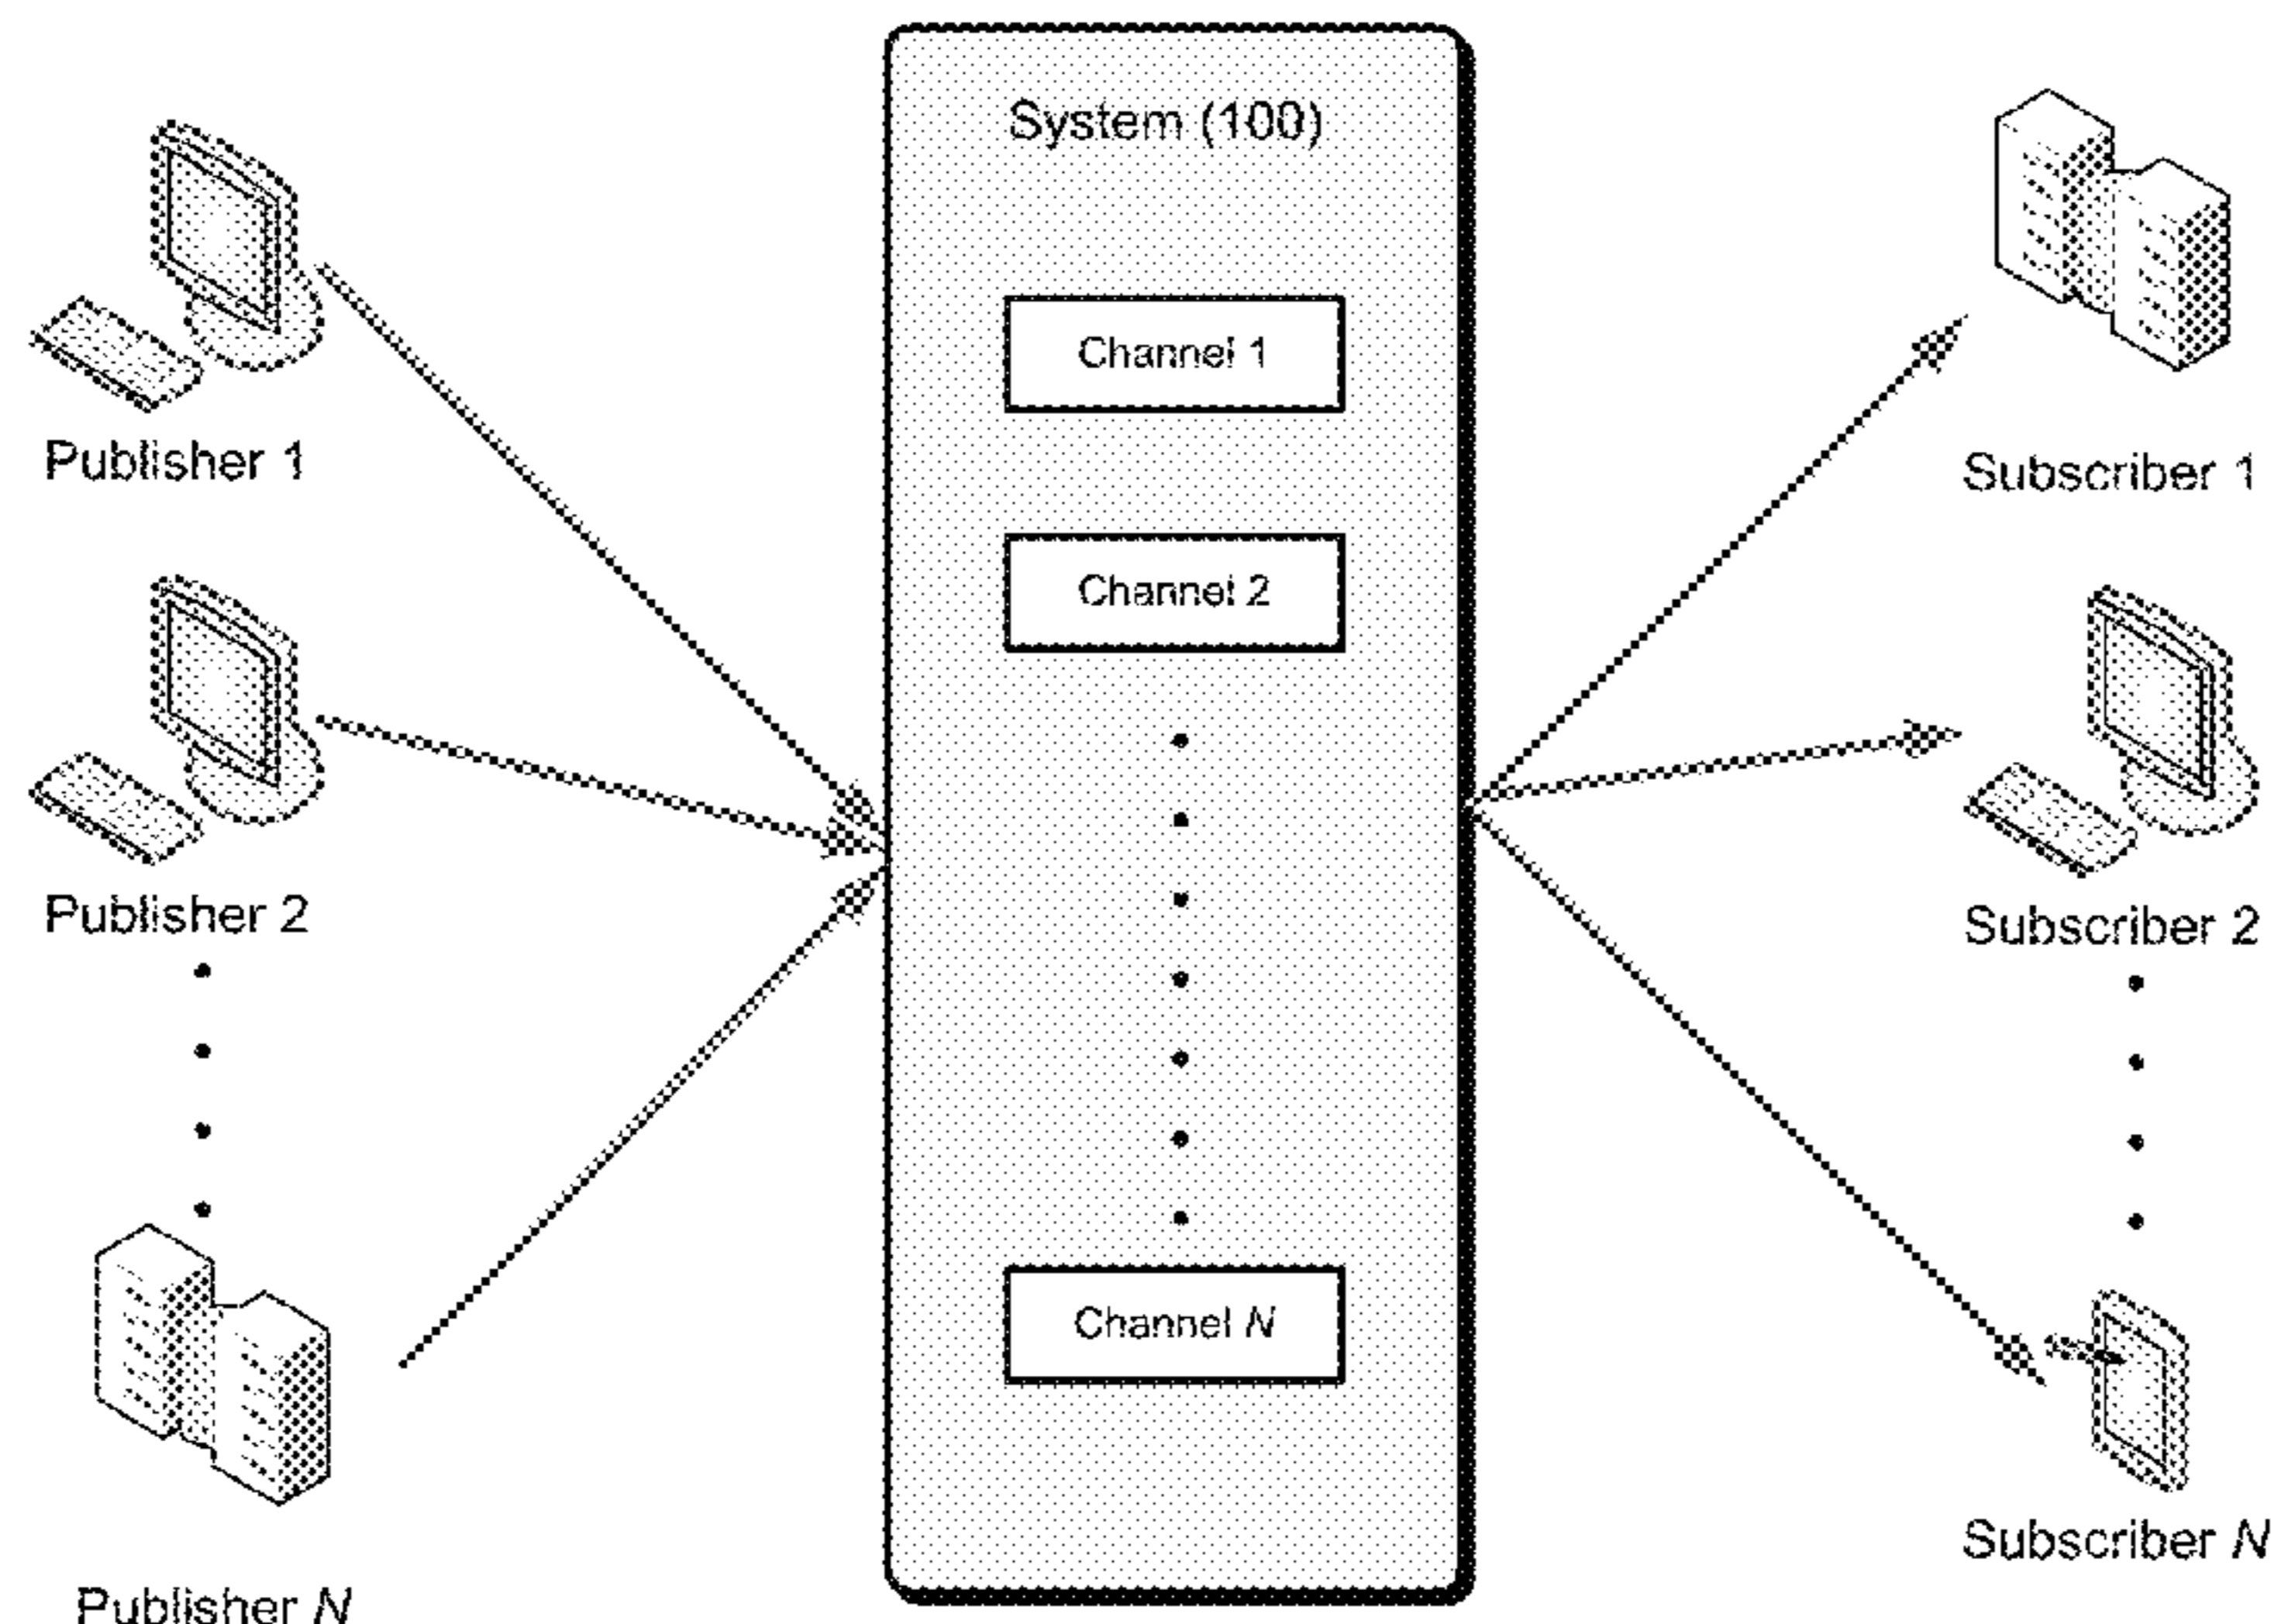 System (100)
Channel 1
Channel 2
Channel N
Publisher 1
Publisher 2
Publisher N
Subscriber 1
Subscriber 2
Subscriber N